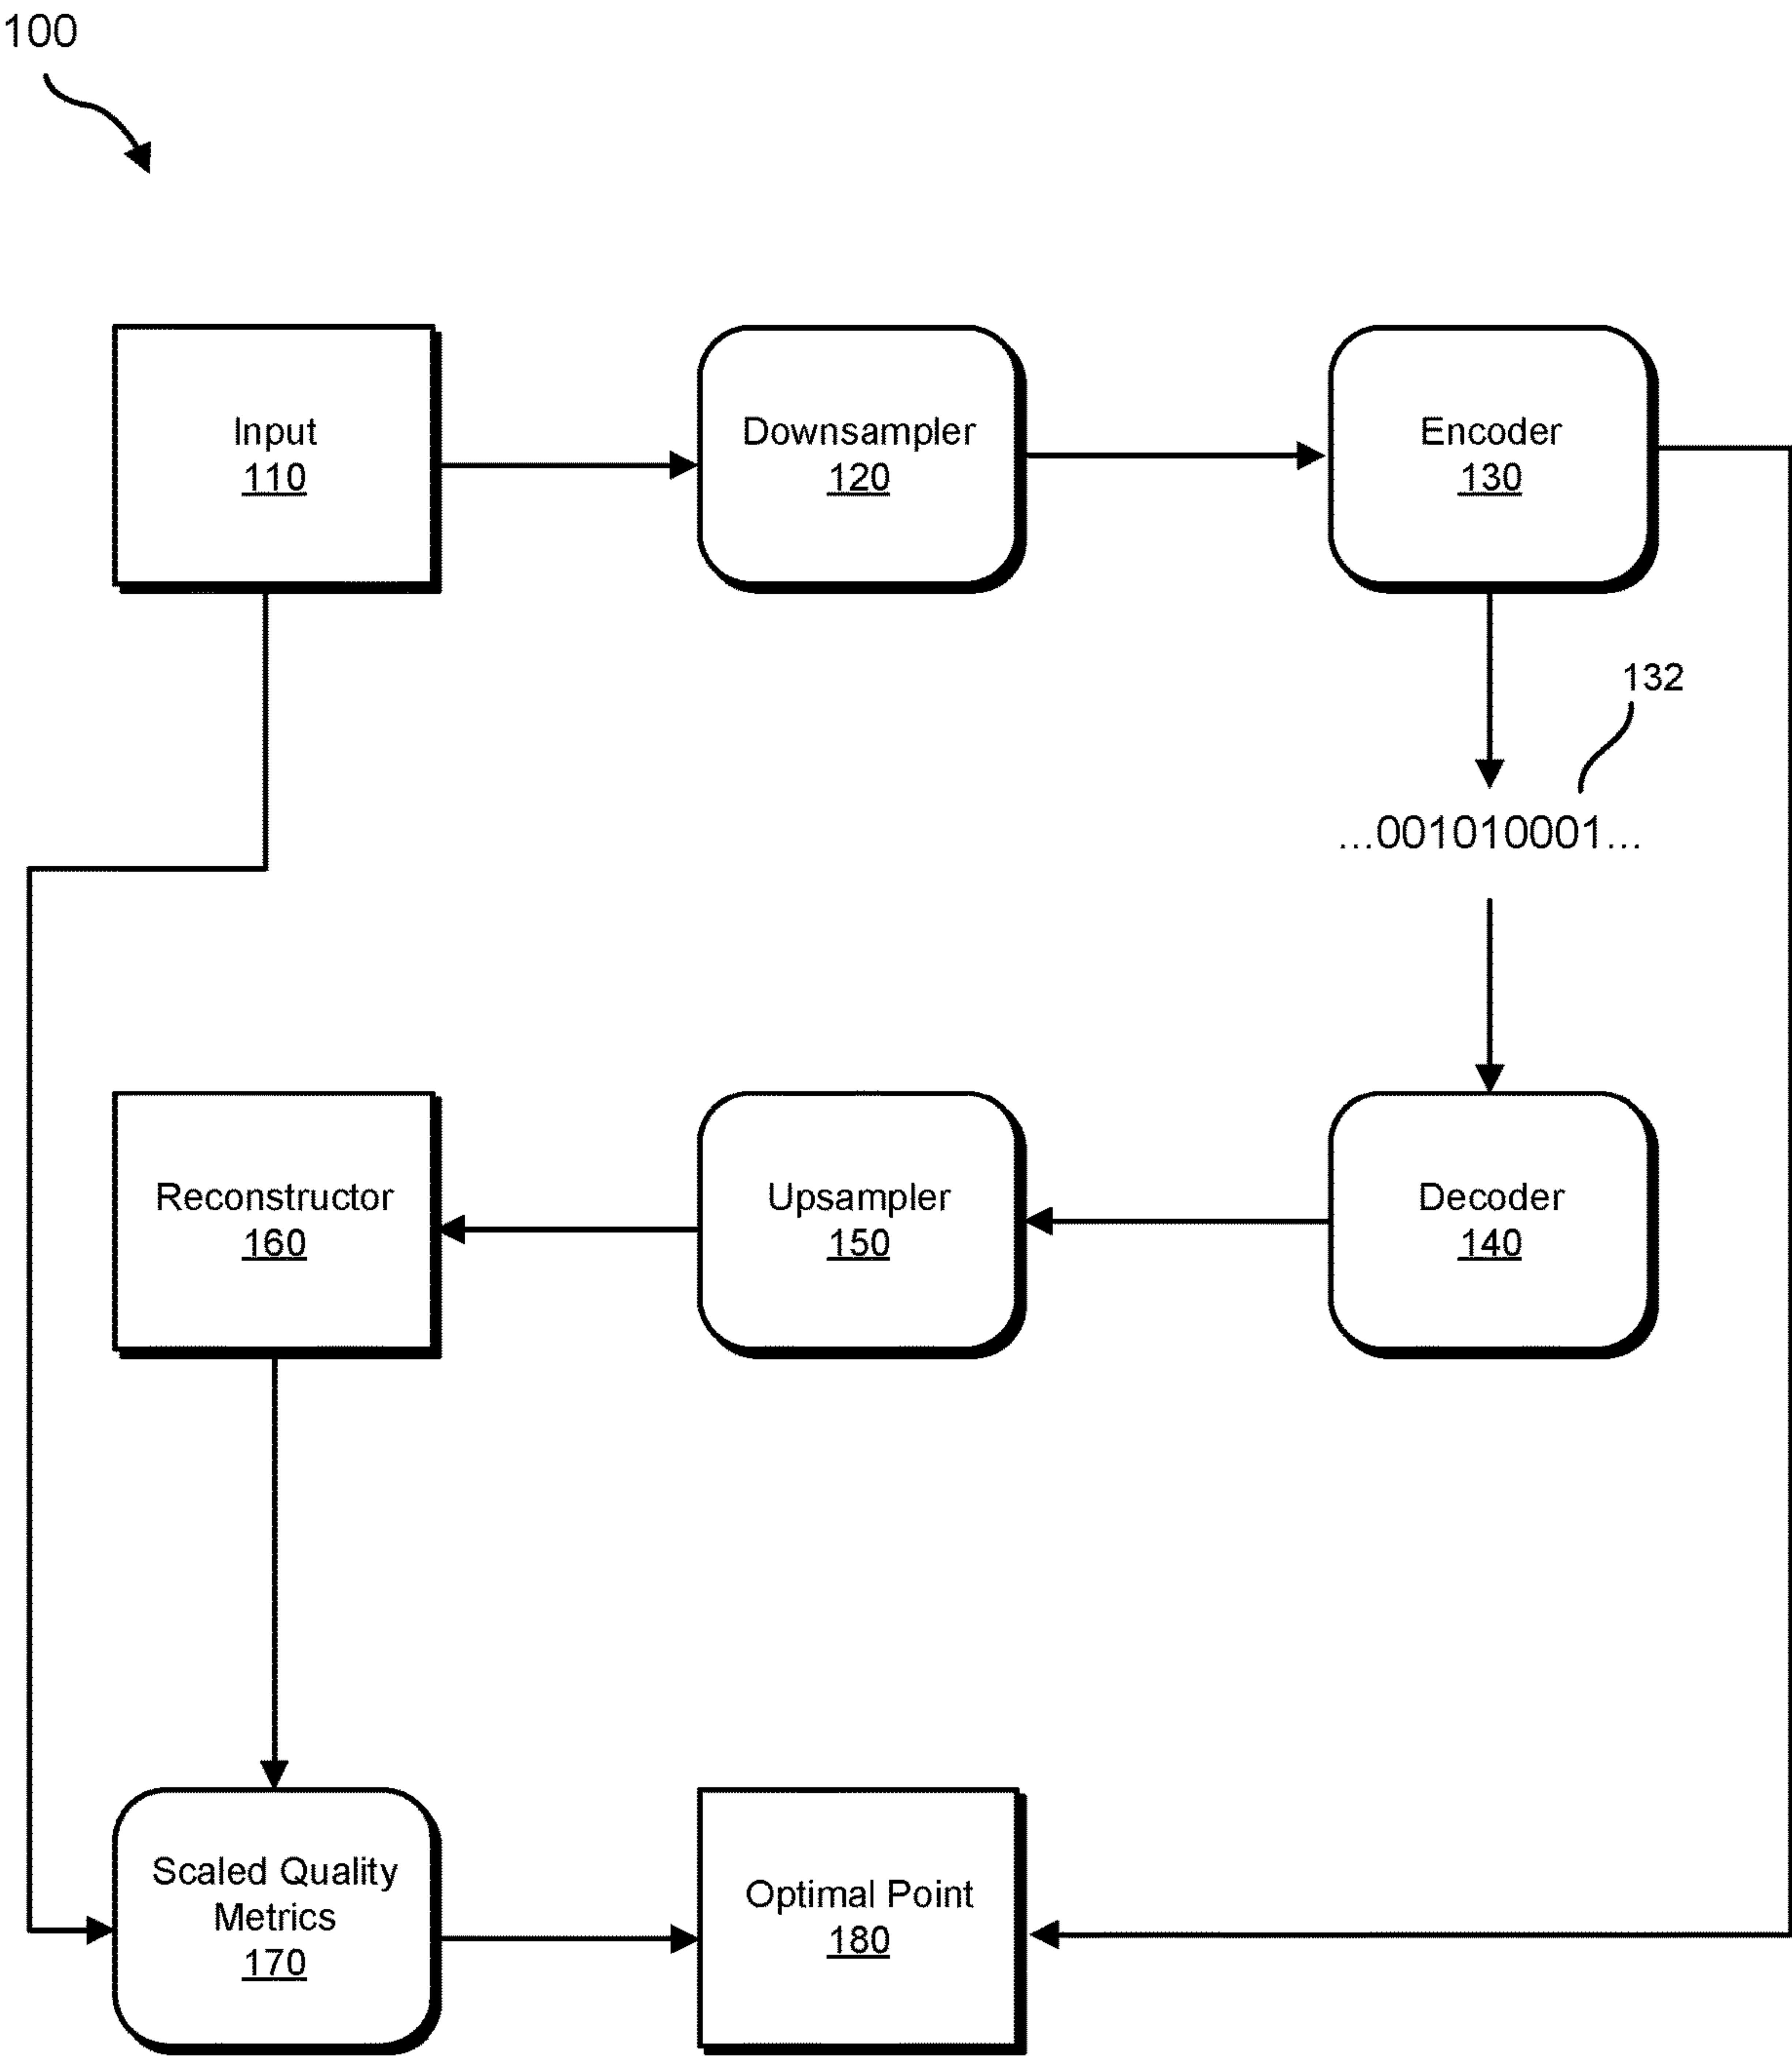 100
Input
110
Downsampler
120
Encoder
130
132
...001010001...
Reconstructor
160
Upsampler
150
Decoder
140
Scaled Quality
Metrics
170
Optimal Point
180